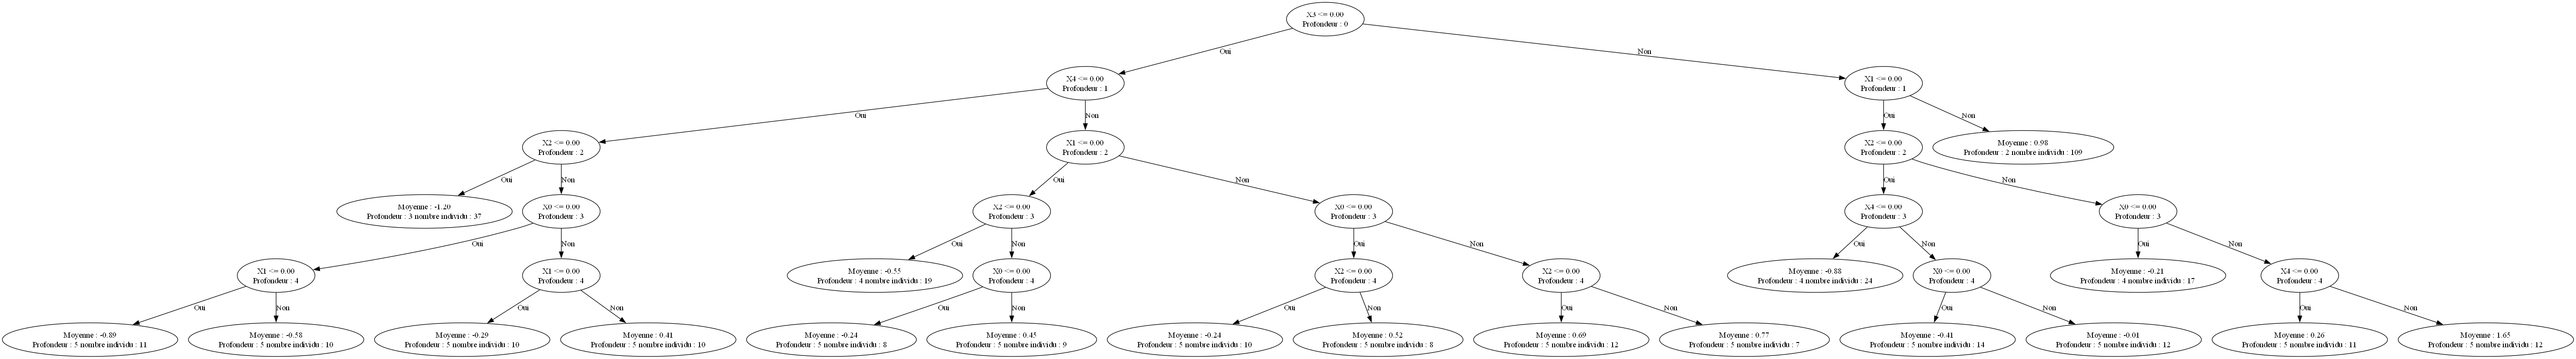 X3 <= 0.00
Profondeur : 0
Oui
Non
X4 <= 0.00
Profondeur : 1
X1 <= 0.00
Profondeur : 1
Oui
Non
Oui
Non
X2 <= 0.00
Profondeur : 2
X1 <= 0.00
Profondeur : 2
X2 <= 0.00
Profondeur : 2
Moyenne : 0.98
Profondeur : 2 nombre individu : 109
Oui
Non
Oui
Non
Oui
Non
Moyenne : -1.20
Profondeur : 3 nombre individu : 37
X0 <= 0.00
Profondeur : 3
X2 <= 0.00
Profondeur : 3
X0 <= 0.00
Profondeur : 3
X4 <= 0.00
Profondeur : 3
X0 <= 0.00
Profondeur : 3
Oui
Non
Oui
Non
Oui
Non
Oui
Non
Oui
Non
X1 <= 0.00
Profondeur : 4
X1 <= 0.00
Profondeur : 4
Moyenne : -0.55
Profondeur : 4 nombre individu : 19
X0 <= 0.00
Profondeur : 4
X2 <= 0.00
Profondeur : 4
X2 <= 0.00
Profondeur : 4
Moyenne : -0.88
Profondeur : 4 nombre individu : 24
X0 <= 0.00
Profondeur : 4
Moyenne : -0.21
Profondeur : 4 nombre individu : 17
X4 <= 0.00
Profondeur : 4
Oui
Non
Oui
Non
Oui
Non
Oui
Non
Oui
Non
Oui
Non
Oui
Non
Moyenne : -0.89
Profondeur : 5 nombre individu : 11
Moyenne : -0.58
Profondeur : 5 nombre individu : 10
Moyenne : -0.29
Profondeur : 5 nombre individu : 10
Moyenne : 0.41
Profondeur : 5 nombre individu : 10
Moyenne : -0.24
Profondeur : 5 nombre individu : 8
Moyenne : 0.45
Profondeur : 5 nombre individu : 9
Moyenne : -0.24
Profondeur : 5 nombre individu : 10
Moyenne : 0.52
Profondeur : 5 nombre individu : 8
Moyenne : 0.69
Profondeur : 5 nombre individu : 12
Moyenne : 0.77
Profondeur : 5 nombre individu : 7
Moyenne : -0.41
Profondeur : 5 nombre individu : 14
Moyenne : -0.01
Profondeur : 5 nombre individu : 12
Moyenne : 0.26
Profondeur : 5 nombre individu : 11
Moyenne : 1.65
Profondeur : 5 nombre individu : 12